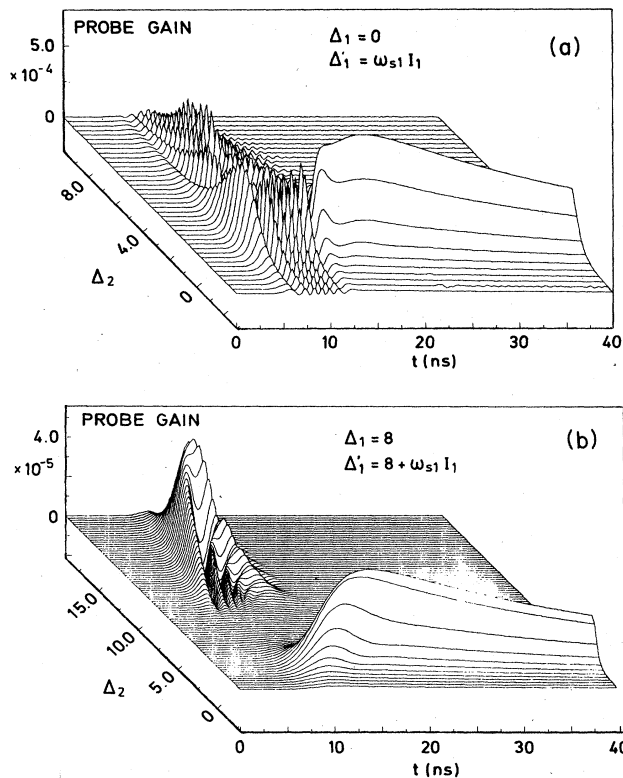 PROBE GAIN
Δ₁ = 0
Δ′₁ = ωₛ₁ I₁
(a)
5.0
× 10⁻⁴
0
8.0
4.0
0
Δ₂
0 10 20 30 40
t (ns)
PROBE GAIN
Δ₁ = 8
Δ′₁ = 8 + ωₛ₁ I₁
(b)
4.0
× 10⁻⁵
0
15.0
10.0
5.0
0
Δ₂
0 10 20 30 40
t (ns)